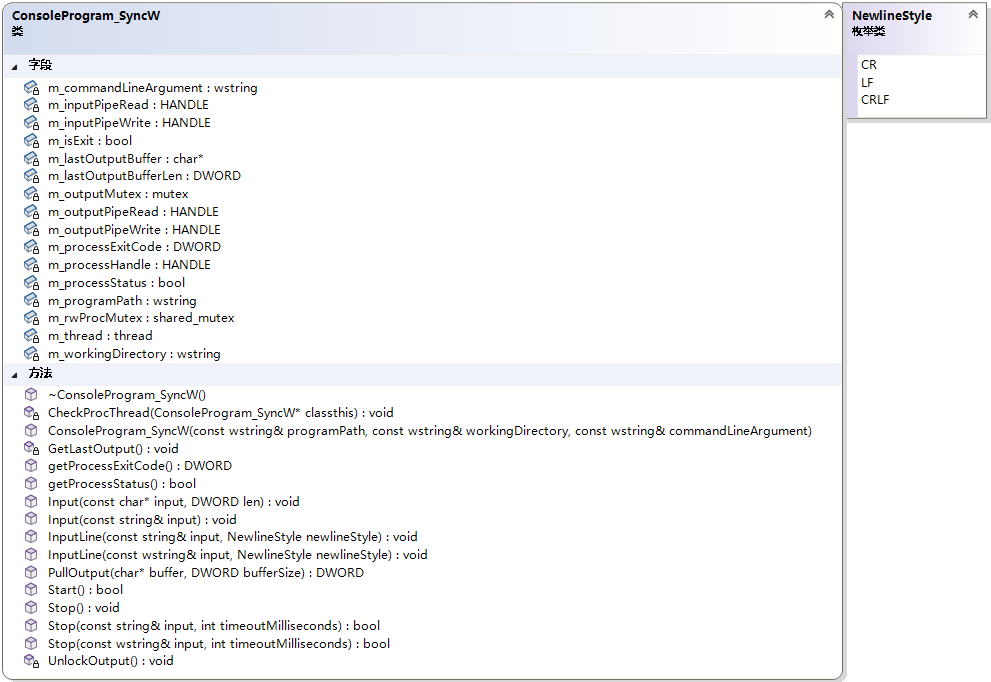 ConsoleProgram_SyncW
类
字段
m_commandLineArgument : wstring
m_inputPipeRead : HANDLE
m_inputPipeWrite : HANDLE
m_isExit : bool
m_lastOutputBuffer : char*
m_lastOutputBufferLen : DWORD
m_outputMutex : mutex
m_outputPipeRead : HANDLE
m_outputPipeWrite : HANDLE
m_processExitCode : DWORD
m_processHandle : HANDLE
m_processStatus : bool
m_programPath : wstring
m_rwProcMutex : shared_mutex
m_thread : thread
m_workingDirectory : wstring
方法
~ConsoleProgram_SyncW()
CheckProcThread(ConsoleProgram_SyncW* classthis) : void
ConsoleProgram_SyncW(const wstring& programPath, const wstring& workingDirectory, const wstring& commandLineArgument)
GetLastOutput() : void
getProcessExitCode() : DWORD
getProcessStatus() : bool
Input(const char* input, DWORD len) : void
Input(const string& input) : void
InputLine(const string& input, NewlineStyle newlineStyle) : void
InputLine(const wstring& input, NewlineStyle newlineStyle) : void
PullOutput(char* buffer, DWORD bufferSize) : DWORD
Start() : bool
Stop() : void
Stop(const string& input, int timeoutMilliseconds) : bool
Stop(const wstring& input, int timeoutMilliseconds) : bool
UnlockOutput() : void
NewlineStyle
枚举类
CR
LF
CRLF